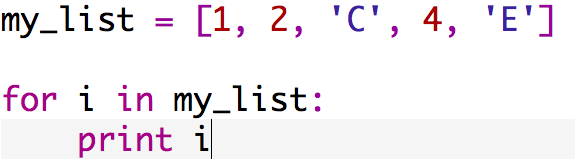 my_list = [1, 2, 'C', 4, 'E']
for i in my_list:
    print i